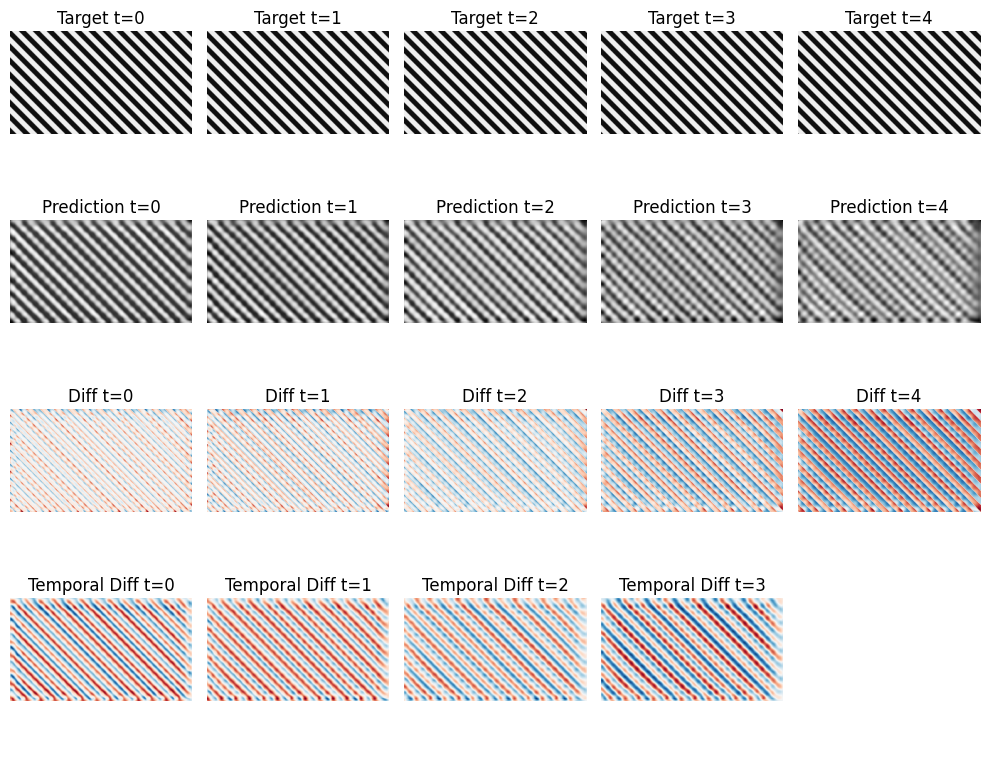 Target t=0 Target t=1 Target t=2 Target t=3 Target t=4
Prediction t=0 Prediction t=1 Prediction t=2 Prediction t=3 Prediction t=4
Diff t=0 Diff t=1 Diff t=2 Diff t=3 Diff t=4
Temporal Diff t=0 Temporal Diff t=1 Temporal Diff t=2 Temporal Diff t=3